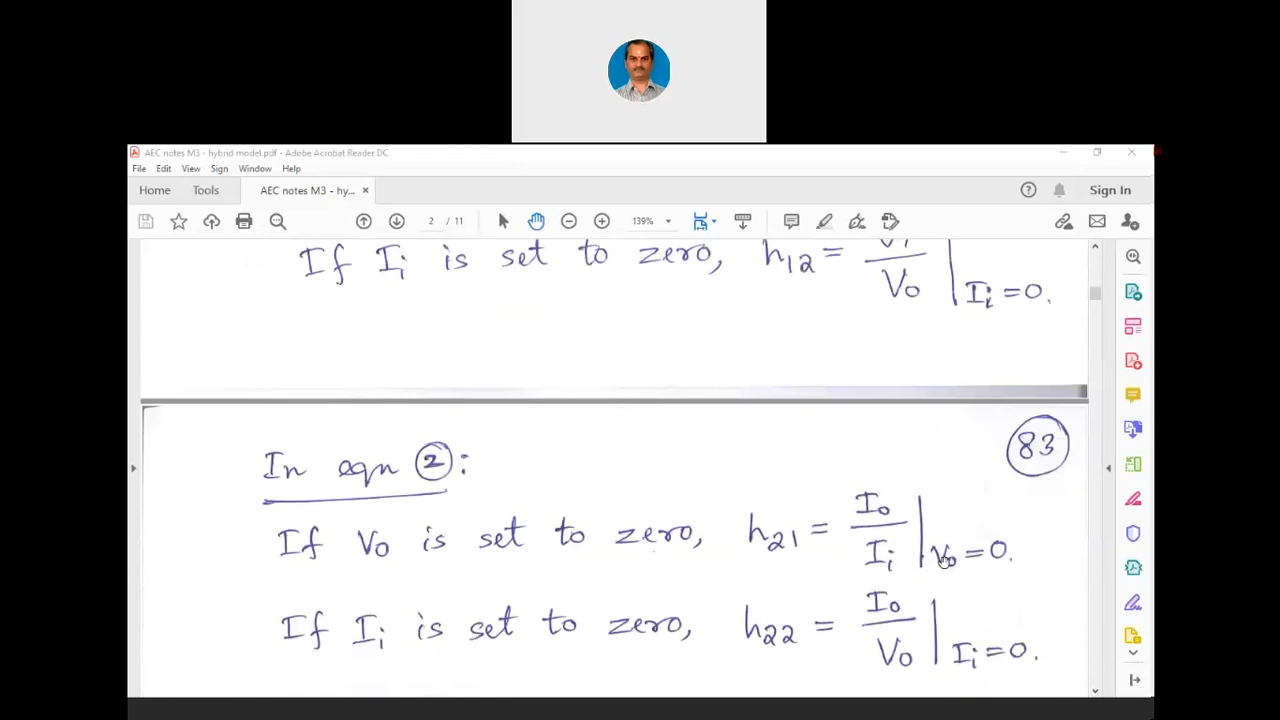 AEC notes M3 - hybrid model.pdf - Adobe Acrobat Reader DC
File Edit View Sign Window Help
Home Tools AEC notes M3 - hy... × Sign In
2 / 11 139%
If Ii is set to zero, h12 = Vi/Vo | Ii = 0.
83
In eqn 2:
If Vo is set to zero, h21 = Io/Ii | Vo = 0.
If Ii is set to zero, h22 = Io/Vo | Ii = 0.